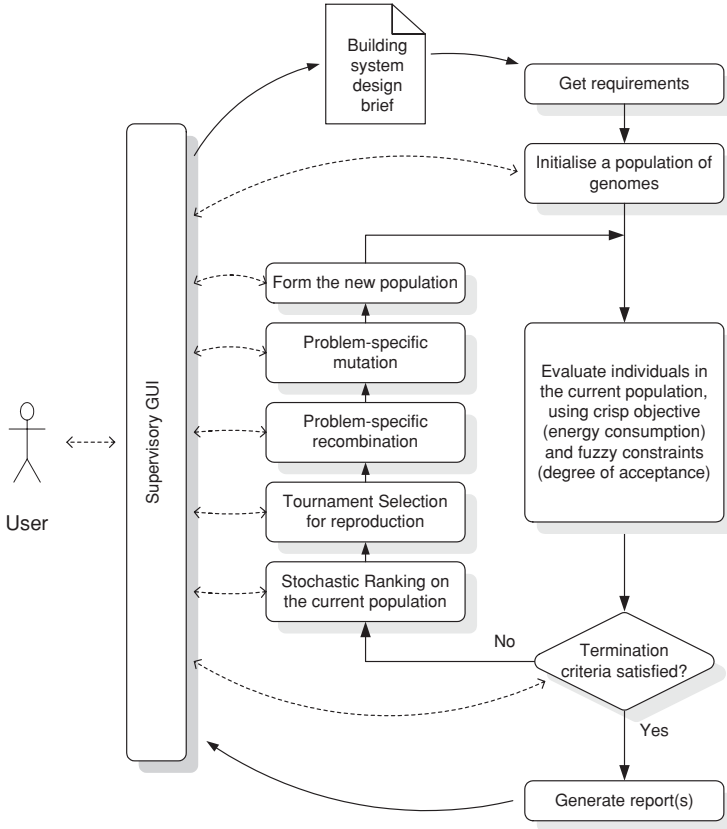 Building
system
design
brief
Get requirements
Initialise a population of
genomes
Form the new population
Problem-specific
mutation
Problem-specific
recombination
Tournament Selection
for reproduction
Stochastic Ranking on
the current population
Evaluate individuals in
the current population,
using crisp objective
(energy consumption)
and fuzzy constraints
(degree of acceptance)
Supervisory GUI
User
No
Termination
criteria satisfied?
Yes
Generate report(s)